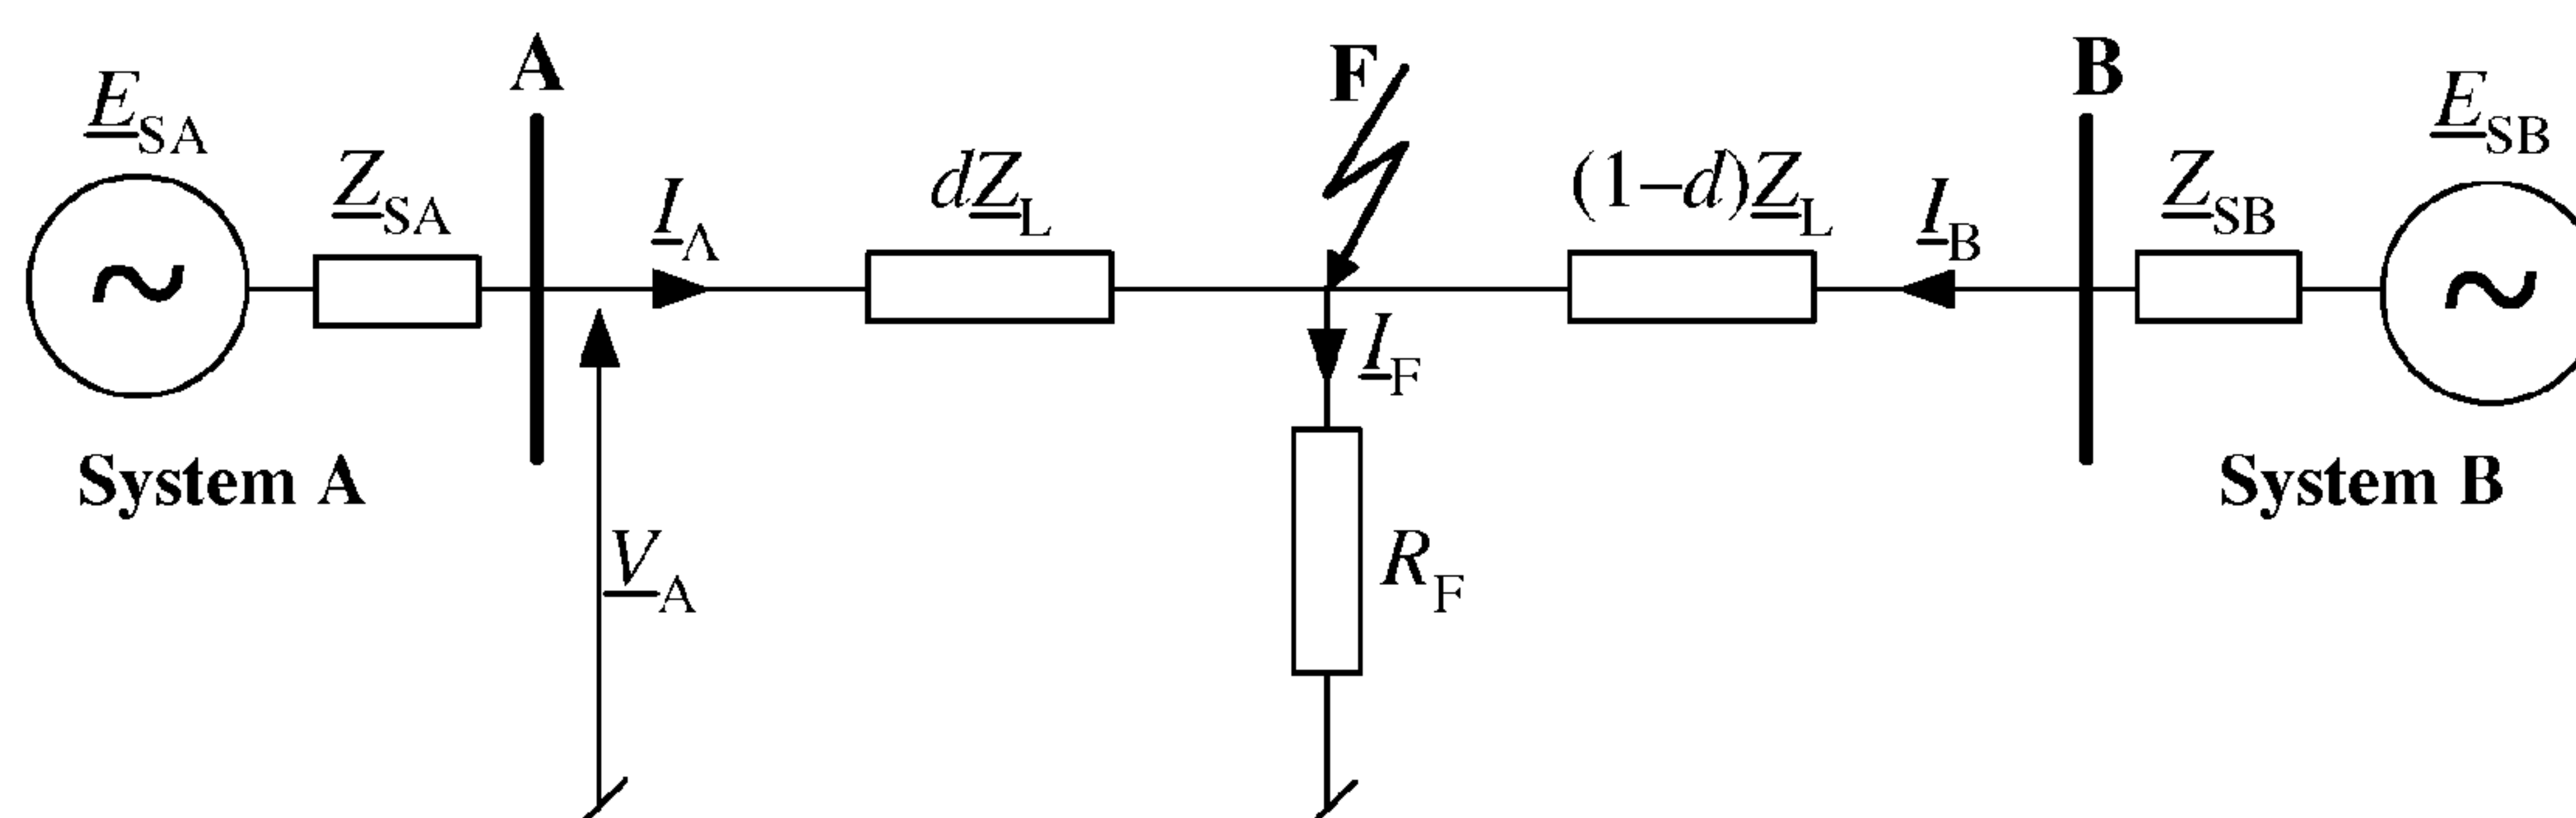 A
F
B
E_SA
E_SB
Z_SA
I_A
dZ_L
(1–d)Z_L
I_B
Z_SB
~
~
I_F
System A
System B
V_A
R_F